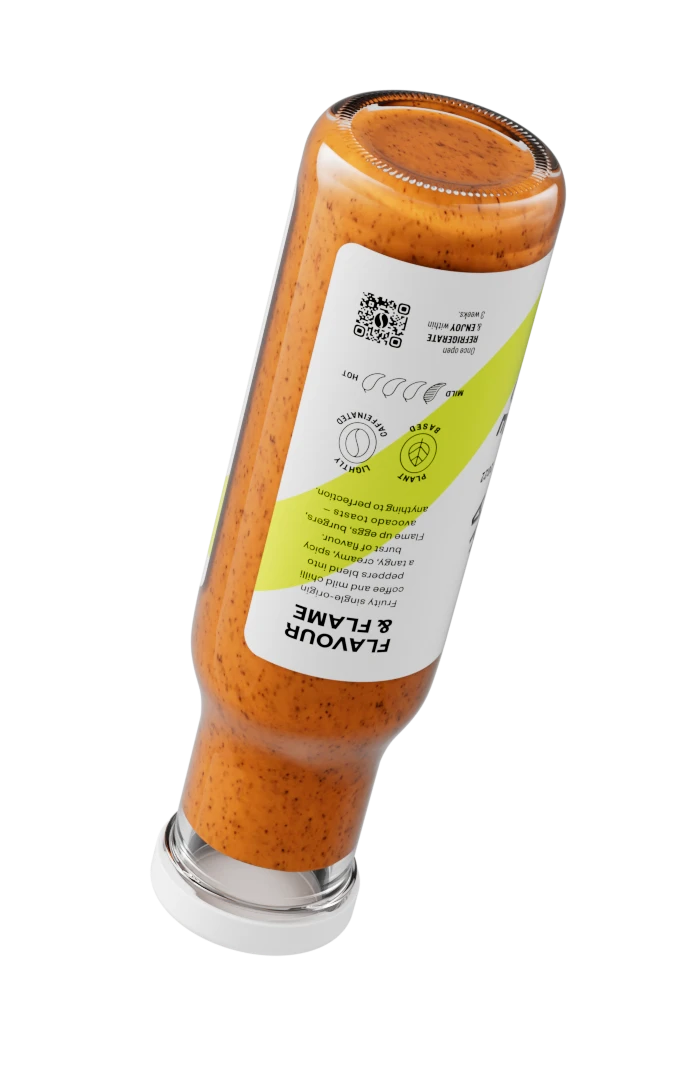 FLAVOUR
& FLAME
Fruity single-origin
coffee and mild chilli
peppers blend into
a tangy, creamy, spicy
burst of flavour.
Flame up eggs, burgers,
avocado toasts –
anything to perfection.
PLANT BASED
LIGHTLY CAFFEINATED
MILD
HOT
Once open
REFRIGERATE
& ENJOY within
3 weeks.